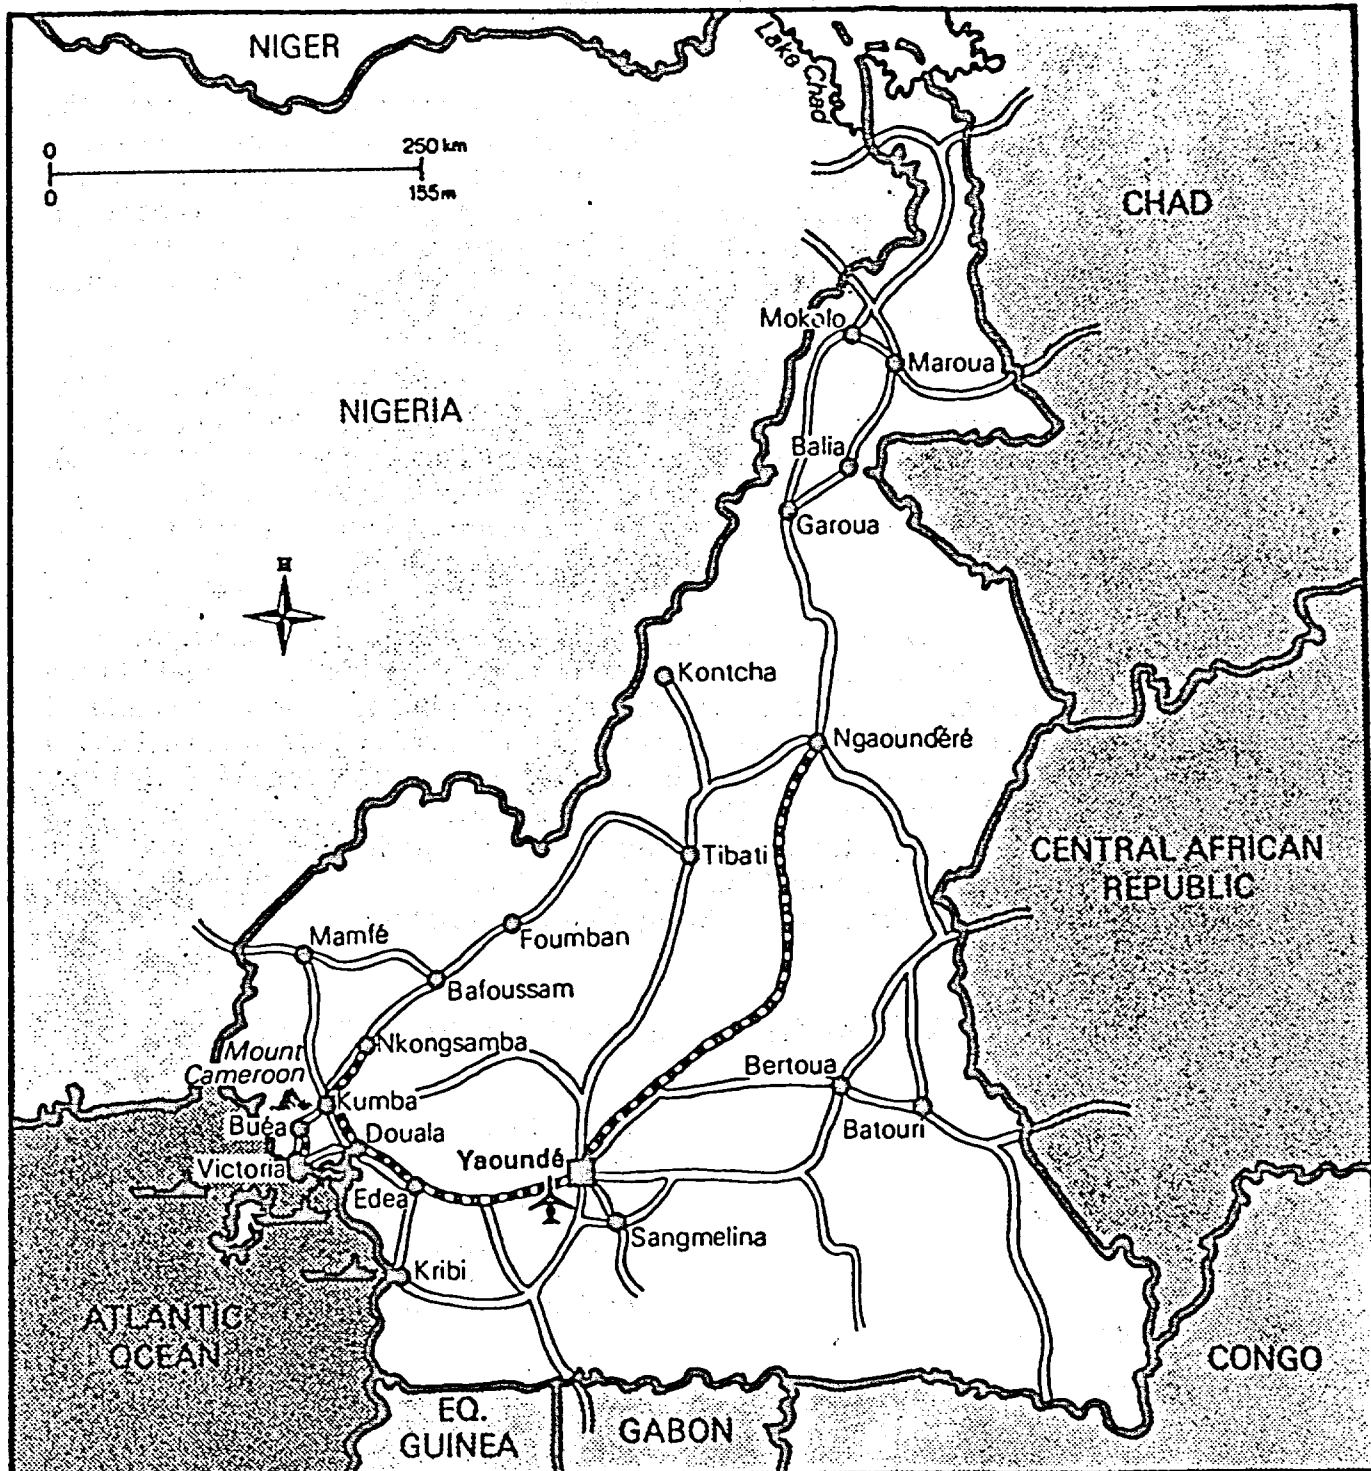 NIGER
Lake Chad
0 250 km
0 155 m
CHAD
Mokolo
Maroua
NIGERIA
Balia
Garoua
N
Kontcha
Ngaoundéré
CENTRAL AFRICAN
REPUBLIC
Tibati
Mamfé
Foumban
Bafoussam
Nkongsamba
Mount
Cameroon
Bertoua
Kumba
Buéa
Douala
Batouri
Yaoundé
Victoria
Edea
Sangmelina
Kribi
ATLANTIC
OCEAN
CONGO
EQ.
GUINEA
GABON